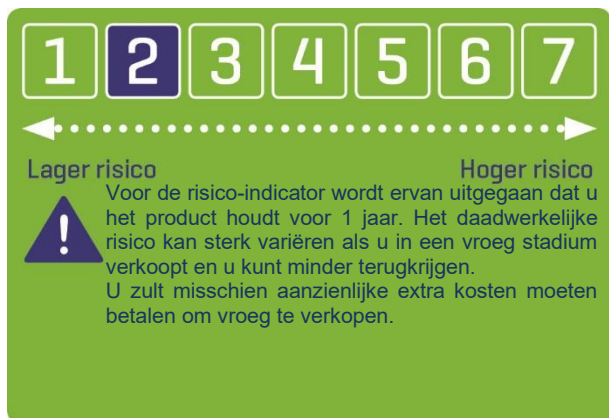 1 2 3 4 5 6 7
Lager risico Hoger risico
!
Voor de risico-indicator wordt ervan uitgegaan dat u
het product houdt voor 1 jaar. Het daadwerkelijke
risico kan sterk variëren als u in een vroeg stadium
verkoopt en u kunt minder terugkrijgen.
U zult misschien aanzienlijke extra kosten moeten
betalen om vroeg te verkopen.